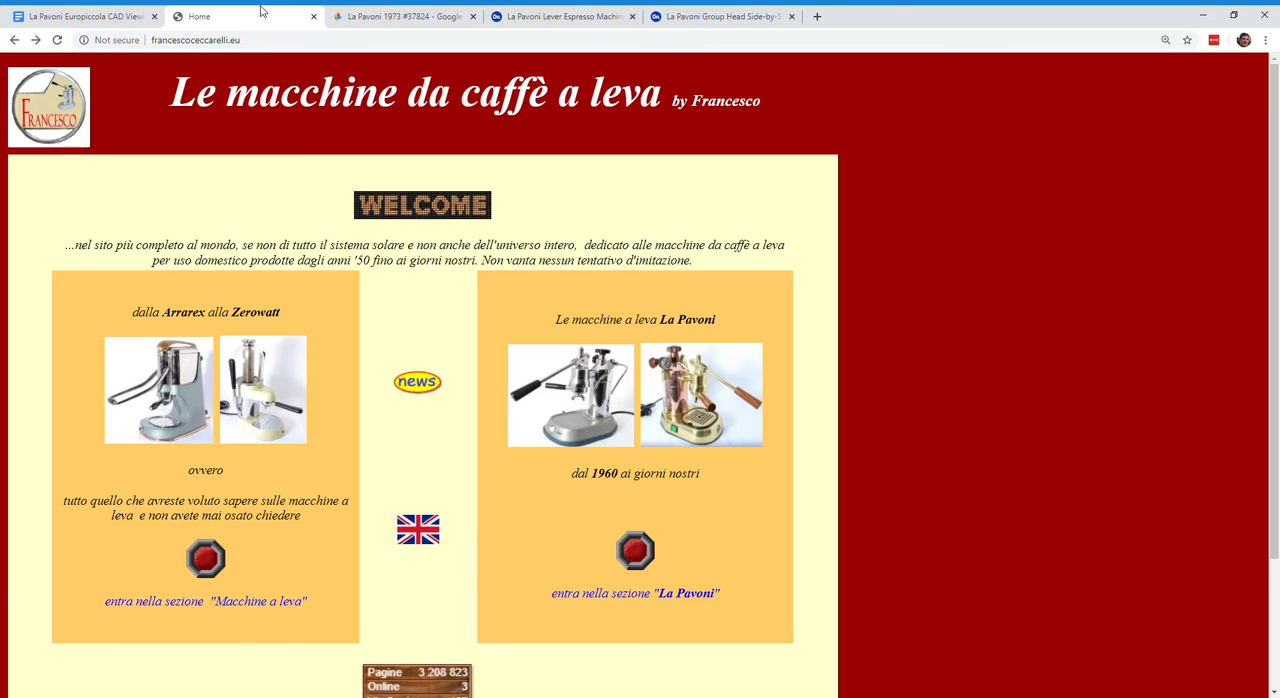 La Pavoni Europiccola CAD View
Home
La Pavoni 1973 #37824 - Google
La Pavoni Lever Espresso Machin
La Pavoni Group Head Side-by-S
Not secure
francescoceccarelli.eu
FRANCESCO
Le macchine da caffè a leva by Francesco
WELCOME
...nel sito più completo al mondo, se non di tutto il sistema solare e non anche dell'universo intero, dedicato alle macchine da caffè a leva
per uso domestico prodotte dagli anni '50 fino ai giorni nostri. Non vanta nessun tentativo d'imitazione.
dalla Arrarex alla Zerowatt
ovvero
tutto quello che avreste voluto sapere sulle macchine a
leva e non avete mai osato chiedere
entra nella sezione "Macchine a leva"
news
Le macchine a leva La Pavoni
dal 1960 ai giorni nostri
entra nella sezione "La Pavoni"
Pagine 3 208 823
Online 3